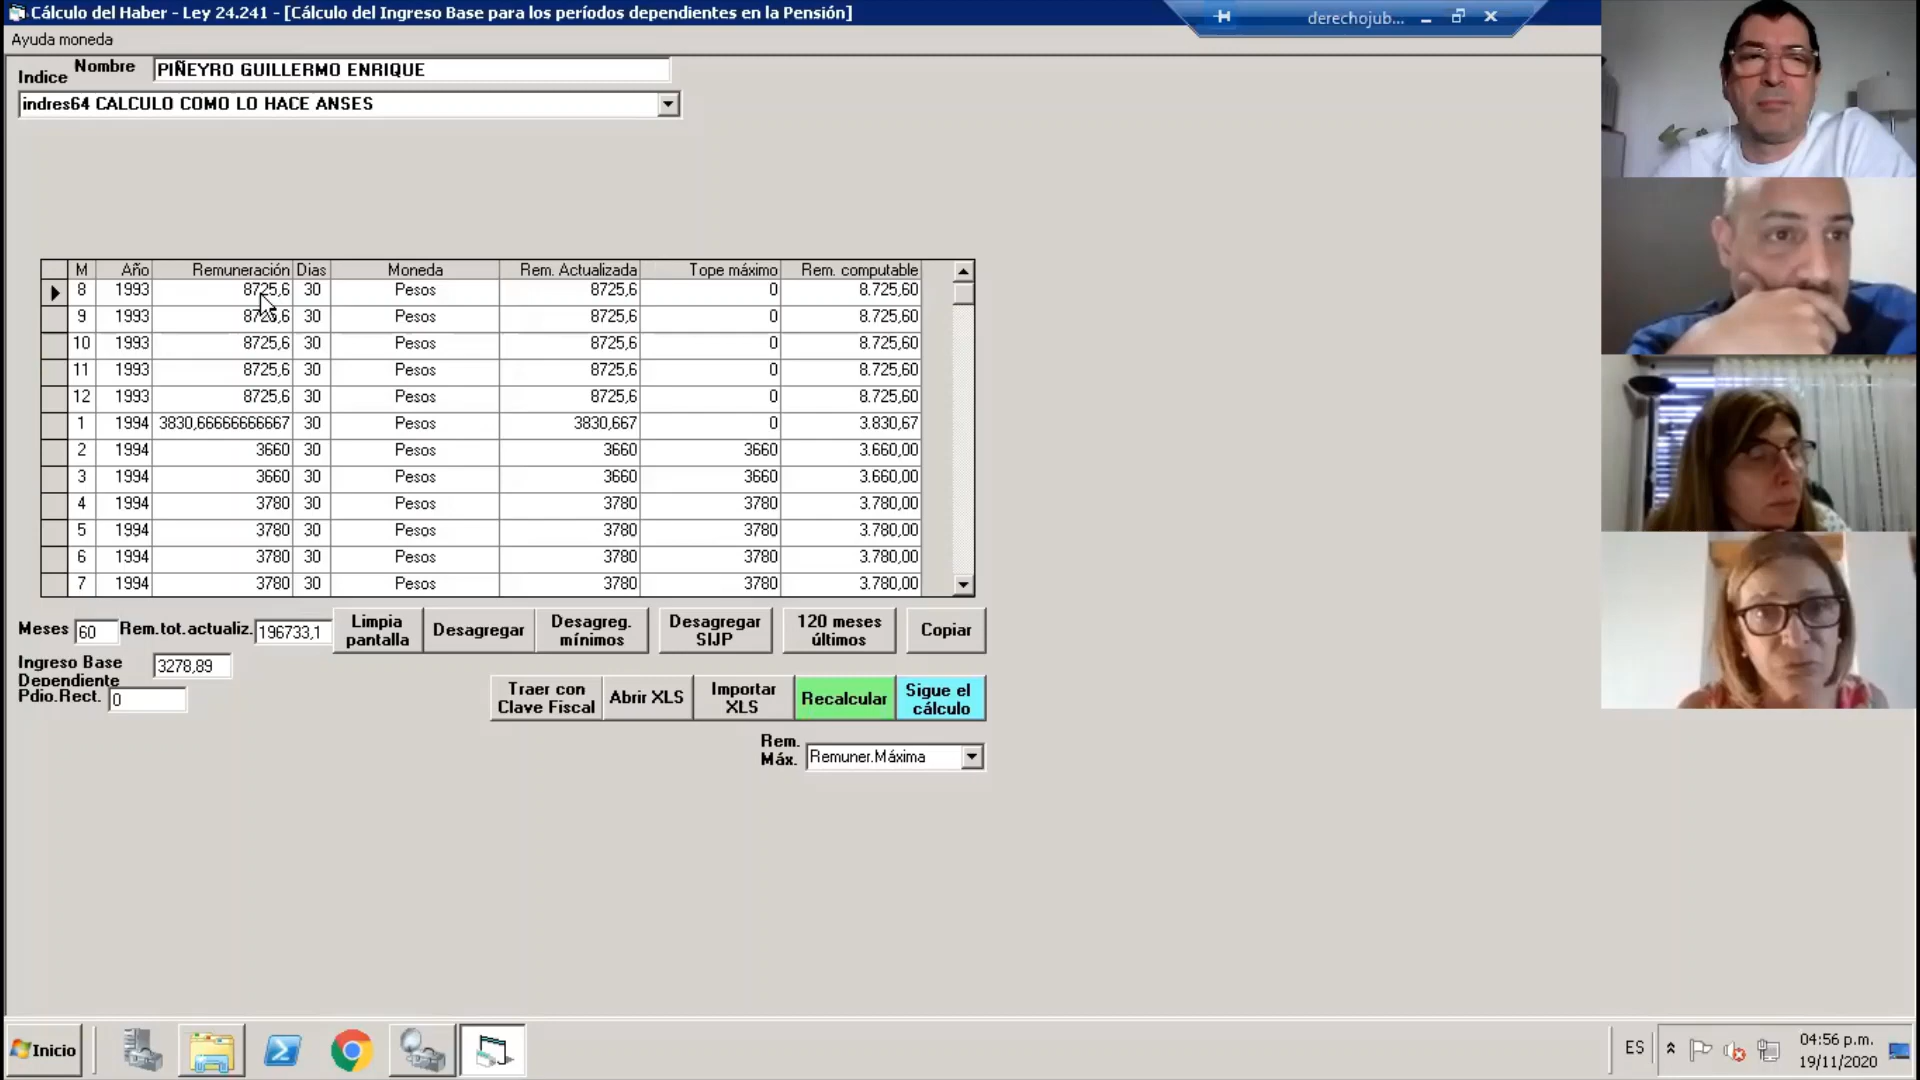 Cálculo del Haber - Ley 24.241 - [Cálculo del Ingreso Base para los períodos dependientes en la Pensión]
derechojub...
Ayuda moneda
Nombre PIÑEYRO GUILLERMO ENRIQUE
Indice
indres64 CALCULO COMO LO HACE ANSES
M Año Remuneración Dias Moneda Rem. Actualizada Tope máximo Rem. computable
8 1993 8725,6 30 Pesos 8725,6 0 8.725,60
9 1993 8725,6 30 Pesos 8725,6 0 8.725,60
10 1993 8725,6 30 Pesos 8725,6 0 8.725,60
11 1993 8725,6 30 Pesos 8725,6 0 8.725,60
12 1993 8725,6 30 Pesos 8725,6 0 8.725,60
1 1994 3830,66666666667 30 Pesos 3830,667 0 3.830,67
2 1994 3660 30 Pesos 3660 3660 3.660,00
3 1994 3660 30 Pesos 3660 3660 3.660,00
4 1994 3780 30 Pesos 3780 3780 3.780,00
5 1994 3780 30 Pesos 3780 3780 3.780,00
6 1994 3780 30 Pesos 3780 3780 3.780,00
7 1994 3780 30 Pesos 3780 3780 3.780,00
Meses 60 Rem.tot.actualiz. 196733,1
Limpia pantalla
Desagregar
Desagreg. mínimos
Desagregar SIJP
120 meses últimos
Copiar
Ingreso Base
Dependiente 3278,89
Pdio.Rect. 0
Traer con Clave Fiscal
Abrir XLS
Importar XLS
Recalcular
Sigue el cálculo
Rem. Máx. Remuner.Máxima
Inicio
ES
04:56 p.m.
19/11/2020